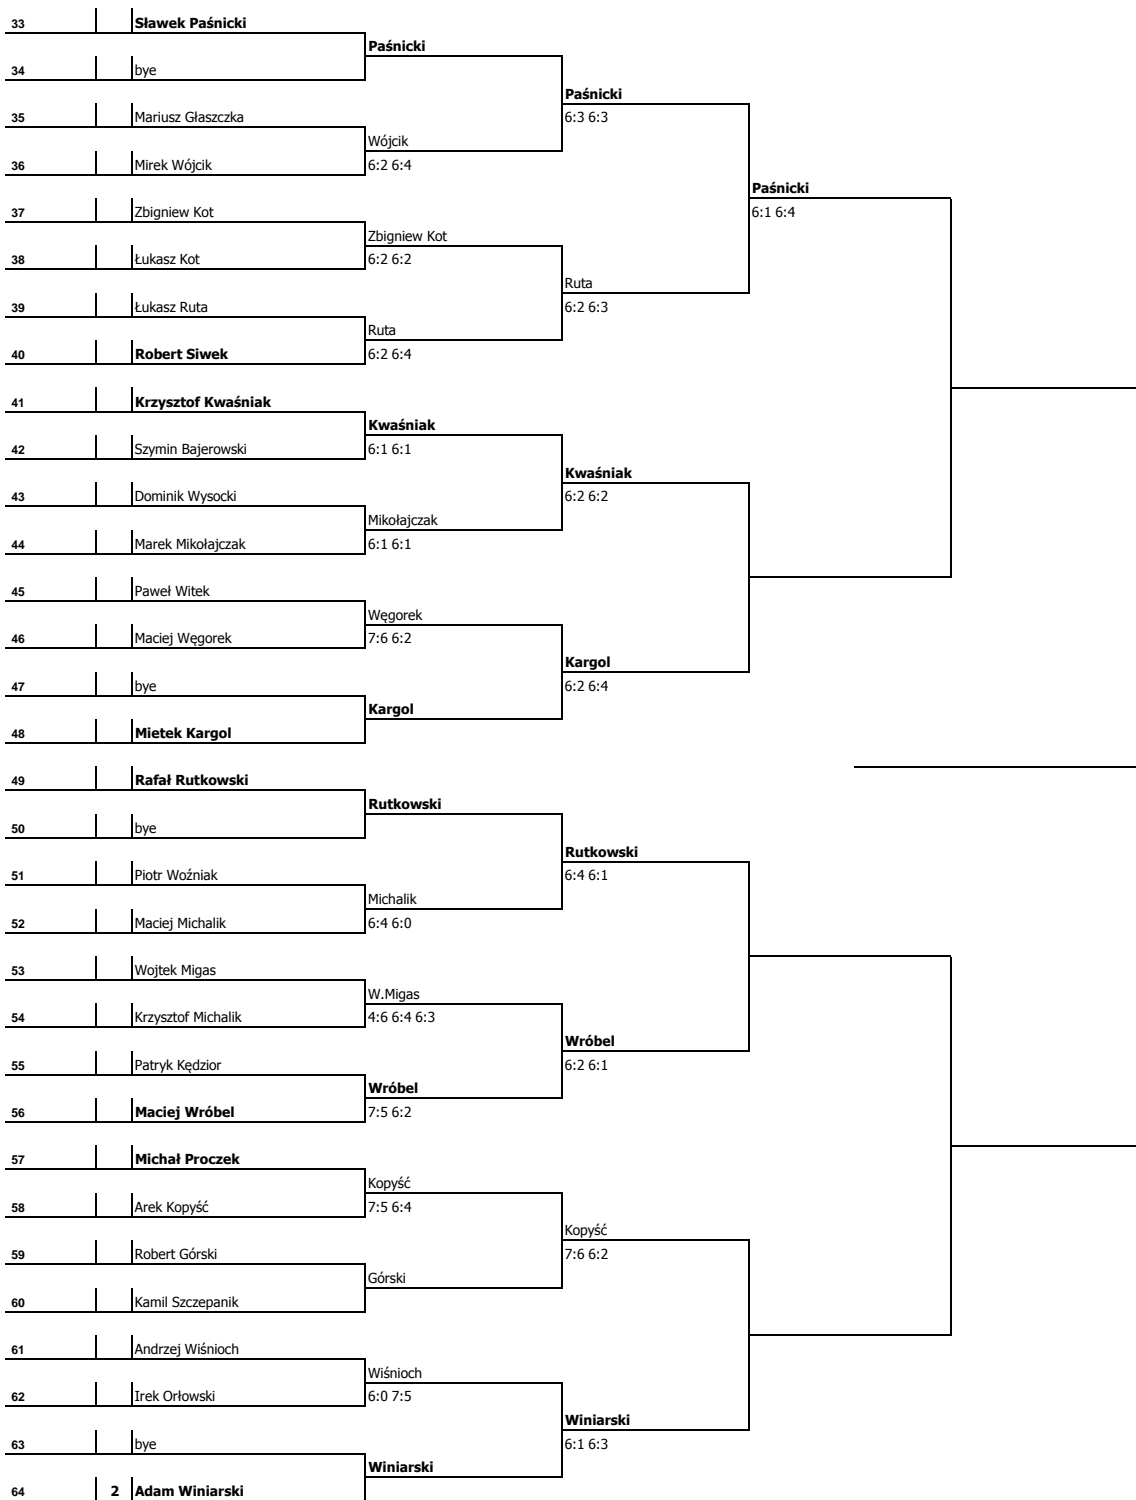 33 Sławek Paśnicki
Paśnicki
34 bye
Paśnicki
35 Mariusz Głaszczka
6:3 6:3
Wójcik
36 Mirek Wójcik
6:2 6:4
Paśnicki
37 Zbigniew Kot
6:1 6:4
Zbigniew Kot
38 Łukasz Kot
6:2 6:2
Ruta
39 Łukasz Ruta
6:2 6:3
Ruta
40 Robert Siwek
6:2 6:4
41 Krzysztof Kwaśniak
Kwaśniak
42 Szymin Bajerowski
6:1 6:1
Kwaśniak
43 Dominik Wysocki
6:2 6:2
Mikołajczak
44 Marek Mikołajczak
6:1 6:1
45 Paweł Witek
Węgorek
46 Maciej Węgorek
7:6 6:2
Kargol
47 bye
6:2 6:4
Kargol
48 Mietek Kargol
49 Rafał Rutkowski
Rutkowski
50 bye
Rutkowski
51 Piotr Woźniak
6:4 6:1
Michalik
52 Maciej Michalik
6:4 6:0
53 Wojtek Migas
W.Migas
54 Krzysztof Michalik
4:6 6:4 6:3
Wróbel
55 Patryk Kędzior
6:2 6:1
Wróbel
56 Maciej Wróbel
7:5 6:2
57 Michał Proczek
Kopyść
58 Arek Kopyść
7:5 6:4
Kopyść
59 Robert Górski
7:6 6:2
Górski
60 Kamil Szczepanik
61 Andrzej Wiśnioch
Wiśnioch
62 Irek Orłowski
6:0 7:5
Winiarski
63 bye
6:1 6:3
Winiarski
64 2 Adam Winiarski